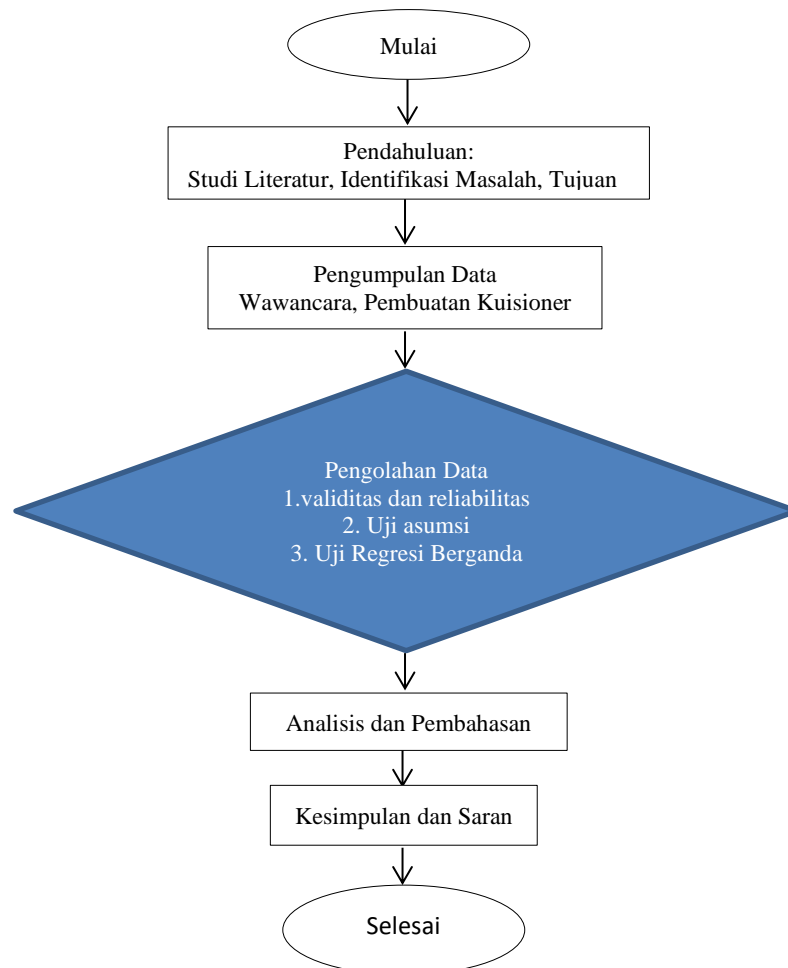 Mulai
Pendahuluan:
Studi Literatur, Identifikasi Masalah, Tujuan
Pengumpulan Data
Wawancara, Pembuatan Kuisioner
Pengolahan Data
1.validitas dan reliabilitas
2. Uji asumsi
3. Uji Regresi Berganda
Analisis dan Pembahasan
Kesimpulan dan Saran
Selesai